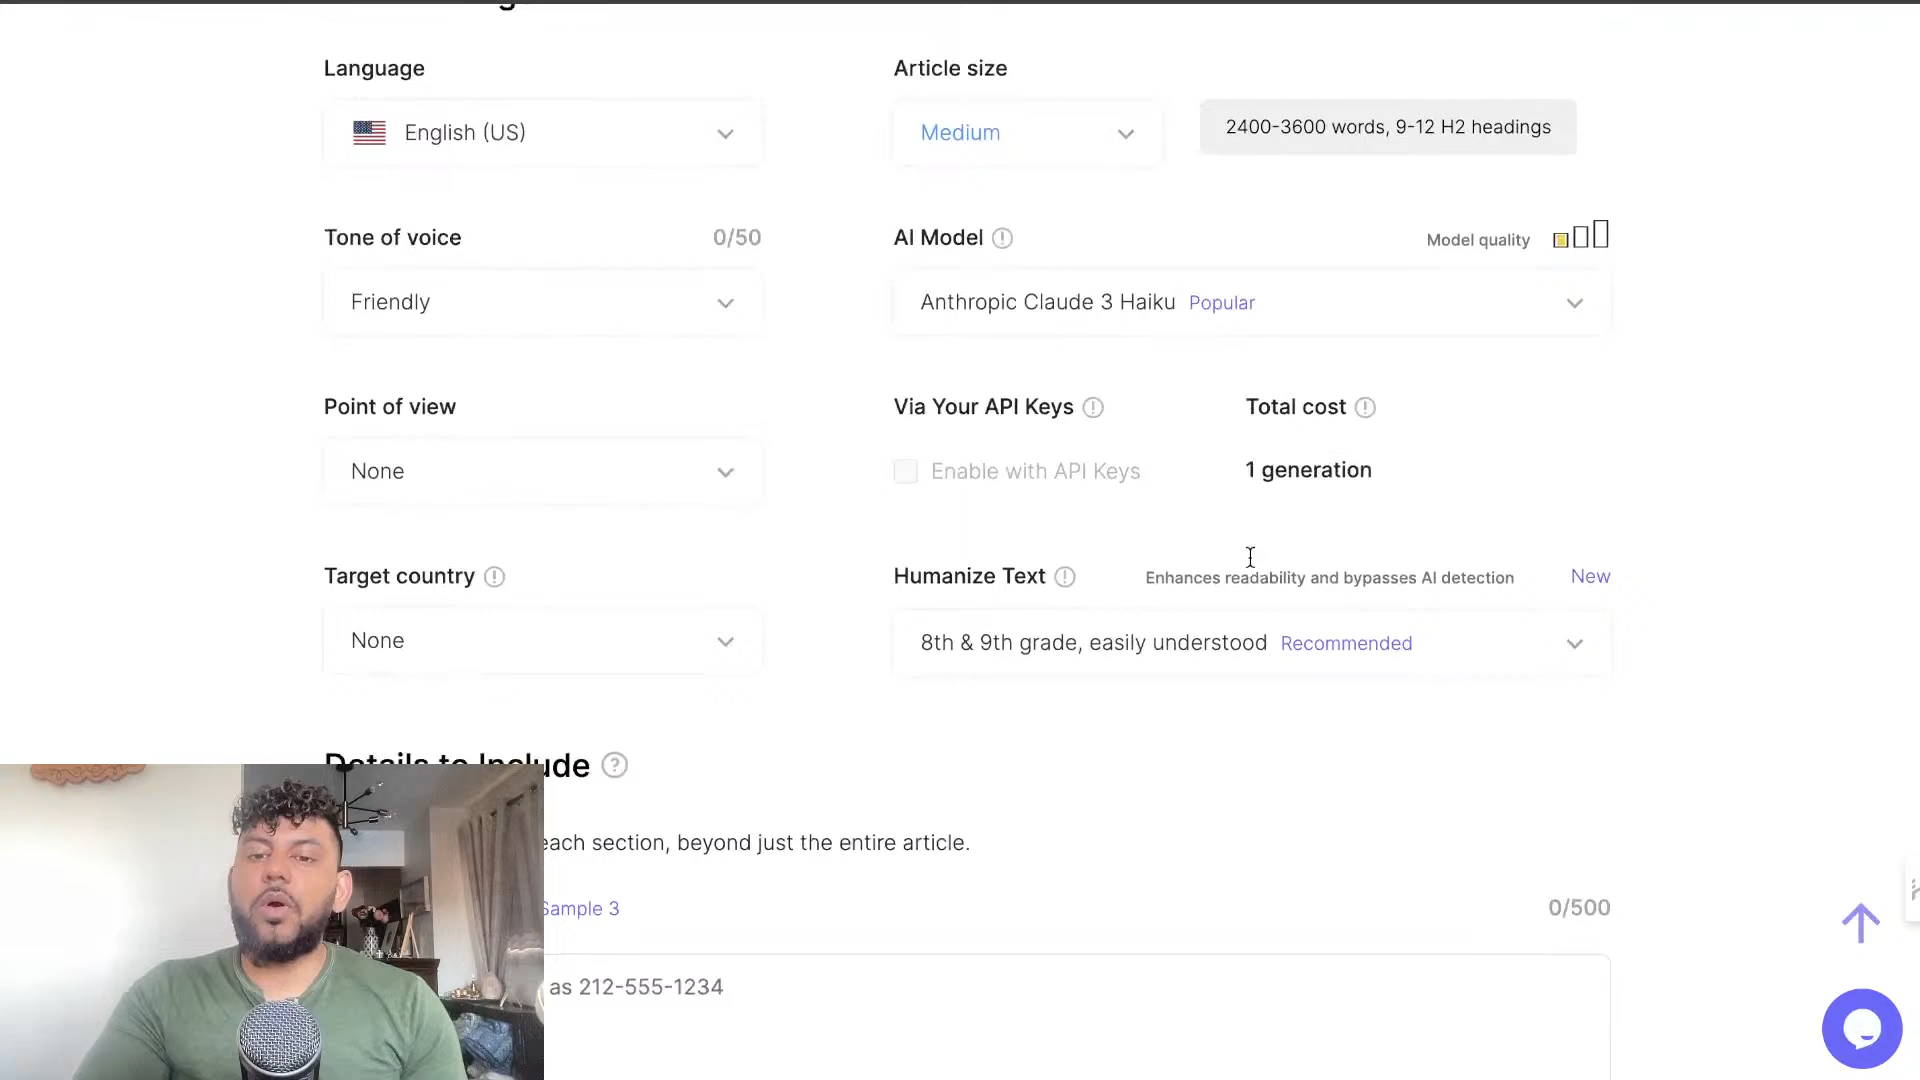 Language
Article size
English (US)
Medium
2400-3600 words, 9-12 H2 headings
Tone of voice
0/50
AI Model
Model quality
Friendly
Anthropic Claude 3 Haiku Popular
Point of view
Via Your API Keys
Total cost
None
Enable with API Keys
1 generation
Target country
Humanize Text
Enhances readability and bypasses AI detection
New
None
8th & 9th grade, easily understood Recommended
Details to Include
each section, beyond just the entire article.
Sample 3
0/500
as 212-555-1234